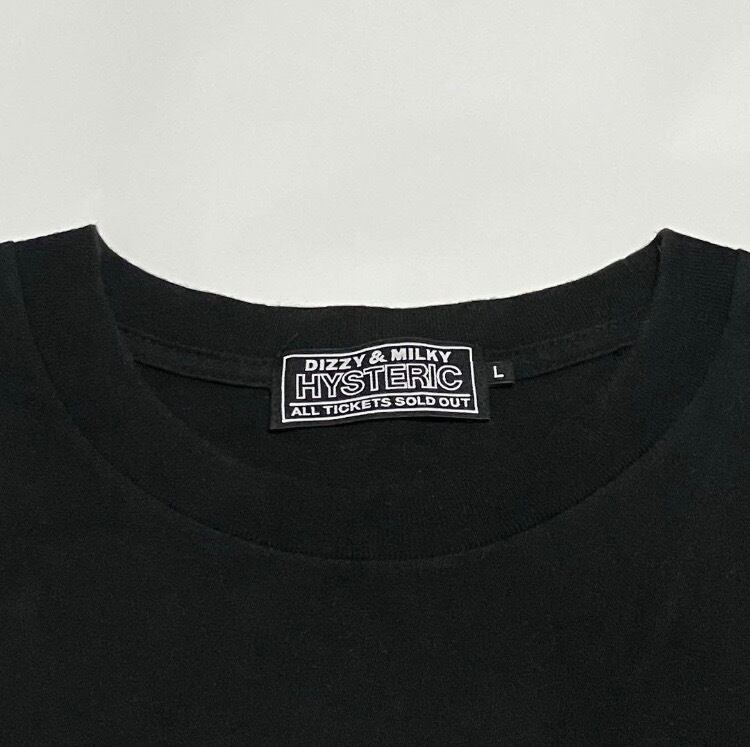 DIZZY & MILKY
HYSTERIC
ALL TICKETS SOLD OUT
L